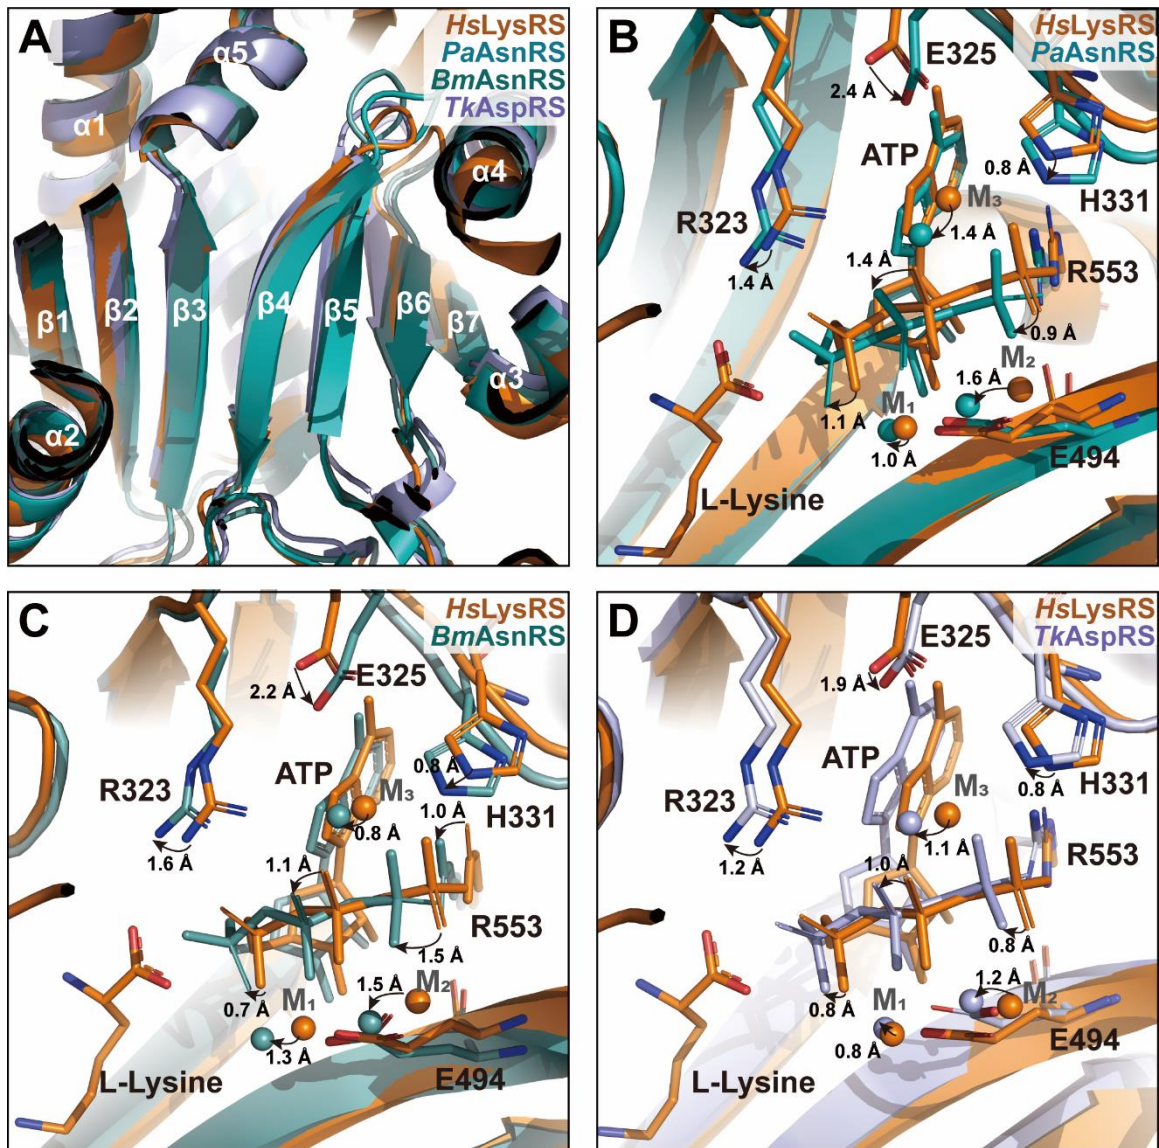 A
HsLysRS
PaAsnRS
BmAsnRS
TkAspRS
α5
α1
α4
β1
β2
β3
β4
β5
β6
β7
α3
α2
B
HsLysRS
PaAsnRS
E325
2.4 Å
ATP
0.8 Å
M₃
H331
R323
1.4 Å
1.4 Å
1.4 Å
R553
0.9 Å
M₂
1.6 Å
M₁
1.1 Å
1.0 Å
E494
L-Lysine
C
HsLysRS
BmAsnRS
E325
2.2 Å
ATP
0.8 Å
M₃
H331
R323
1.0 Å
0.8 Å
1.6 Å
1.1 Å
R553
1.5 Å
1.5 Å
M₂
0.7 Å
M₁
1.3 Å
E494
L-Lysine
D
HsLysRS
TkAspRS
E325
1.9 Å
ATP
M₃
0.8 Å
H331
R323
1.1 Å
1.2 Å
1.0 Å
R553
0.8 Å
1.2 Å
M₁
M₂
0.8 Å
0.8 Å
E494
L-Lysine